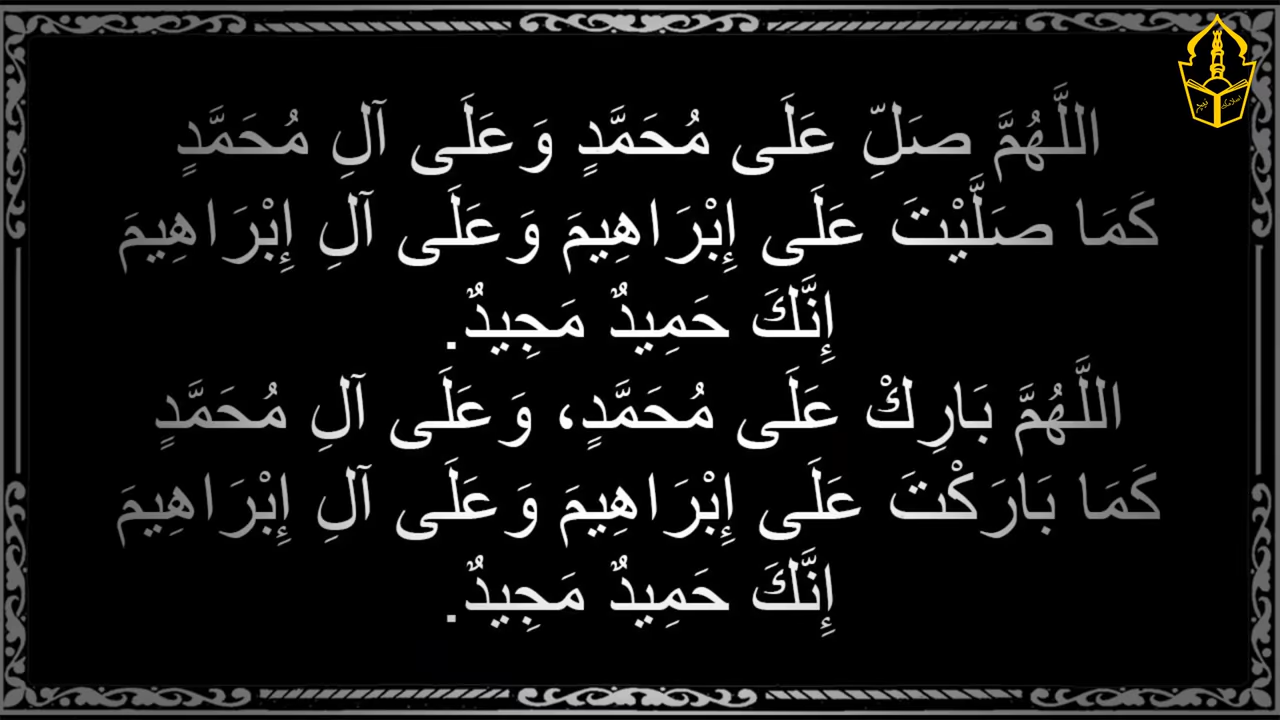 اللَّهُمَّ صَلِّ عَلَى مُحَمَّدٍ وَعَلَى آلِ مُحَمَّدٍ
كَمَا صَلَّيْتَ عَلَى إِبْرَاهِيمَ وَعَلَى آلِ إِبْرَاهِيمَ
إِنَّكَ حَمِيدٌ مَجِيدٌ.
اللَّهُمَّ بَارِكْ عَلَى مُحَمَّدٍ، وَعَلَى آلِ مُحَمَّدٍ
كَمَا بَارَكْتَ عَلَى إِبْرَاهِيمَ وَعَلَى آلِ إِبْرَاهِيمَ
إِنَّكَ حَمِيدٌ مَجِيدٌ.